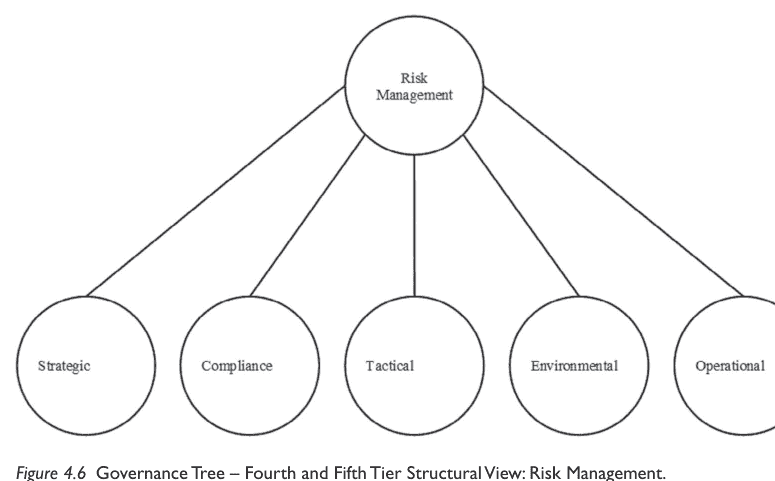 Risk
Management
Strategic
Compliance
Tactical
Environmental
Operational
Figure 4.6 Governance Tree – Fourth and Fifth Tier Structural View: Risk Management.